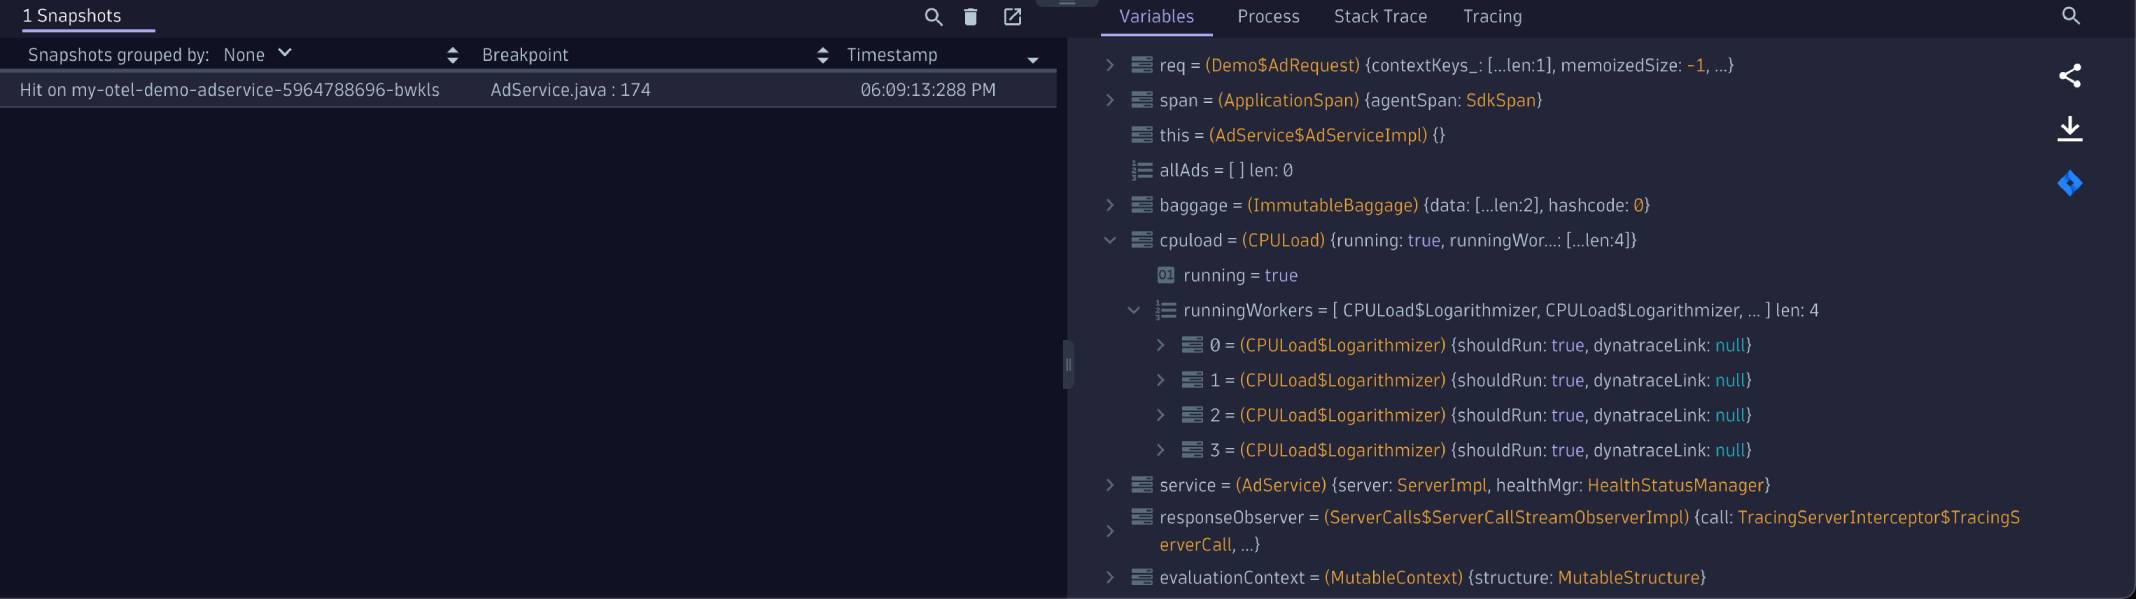 1 Snapshots
Variables Process Stack Trace Tracing
Snapshots grouped by: None Breakpoint Timestamp
Hit on my-otel-demo-adservice-5964788696-bwkls AdService.java : 174 06:09:13:288 PM
req = (Demo$AdRequest) {contextKeys_: [...len:1], memoizedSize: -1, ...}
span = (ApplicationSpan) {agentSpan: SdkSpan}
this = (AdService$AdServiceImpl) {}
allAds = [ ] len: 0
baggage = (ImmutableBaggage) {data: [...len:2], hashcode: 0}
cpuload = (CPULoad) {running: true, runningWor...: [...len:4]}
01 running = true
runningWorkers = [ CPULoad$Logarithmizer, CPULoad$Logarithmizer, ... ] len: 4
0 = (CPULoad$Logarithmizer) {shouldRun: true, dynatraceLink: null}
1 = (CPULoad$Logarithmizer) {shouldRun: true, dynatraceLink: null}
2 = (CPULoad$Logarithmizer) {shouldRun: true, dynatraceLink: null}
3 = (CPULoad$Logarithmizer) {shouldRun: true, dynatraceLink: null}
service = (AdService) {server: ServerImpl, healthMgr: HealthStatusManager}
responseObserver = (ServerCalls$ServerCallStreamObserverImpl) {call: TracingServerInterceptor$TracingS
erverCall, ...}
evaluationContext = (MutableContext) {structure: MutableStructure}